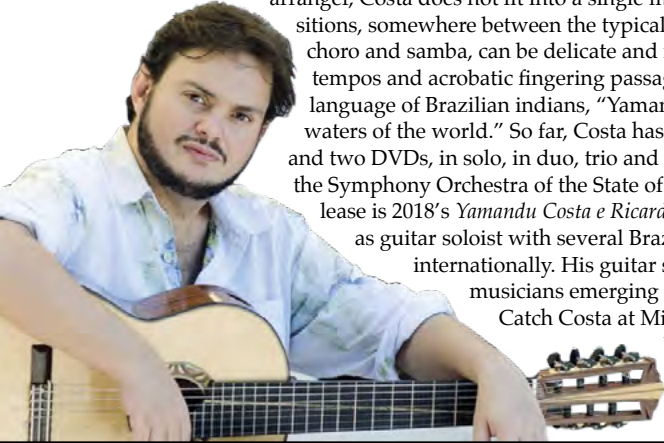 arranger, Costa does not fit into a single
sitions, somewhere between the typical
choro and samba, can be delicate and
tempos and acrobatic fingering passa
language of Brazilian indians, “Yaman
waters of the world.” So far, Costa has
and two DVDs, in solo, in duo, trio and
the Symphony Orchestra of the State of
lease is 2018’s Yamandu Costa e Ricard
as guitar soloist with several Braz
internationally. His guitar s
musicians emerging
Catch Costa at Mi